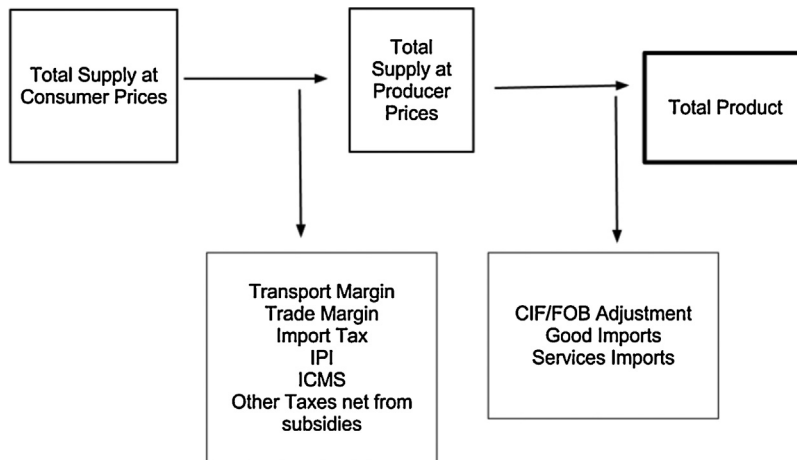 Total Supply at
Consumer Prices
Total
Supply at
Producer
Prices
Total Product
Transport Margin
Trade Margin
Import Tax
IPI
ICMS
Other Taxes net from
subsidies
CIF/FOB Adjustment
Good Imports
Services Imports